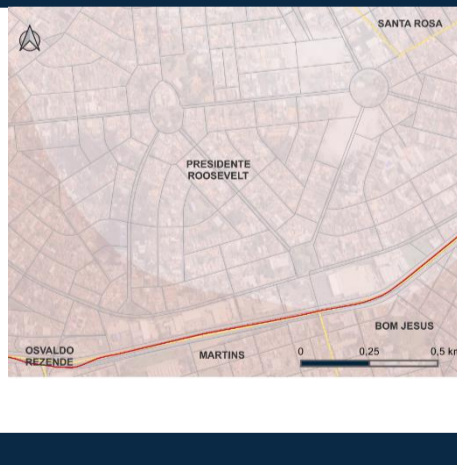 SANTA ROSA
PRESIDENTE
ROOSEVELT
BOM JESUS
OSVALDO
REZENDE
MARTINS
0 0,25 0,5 km